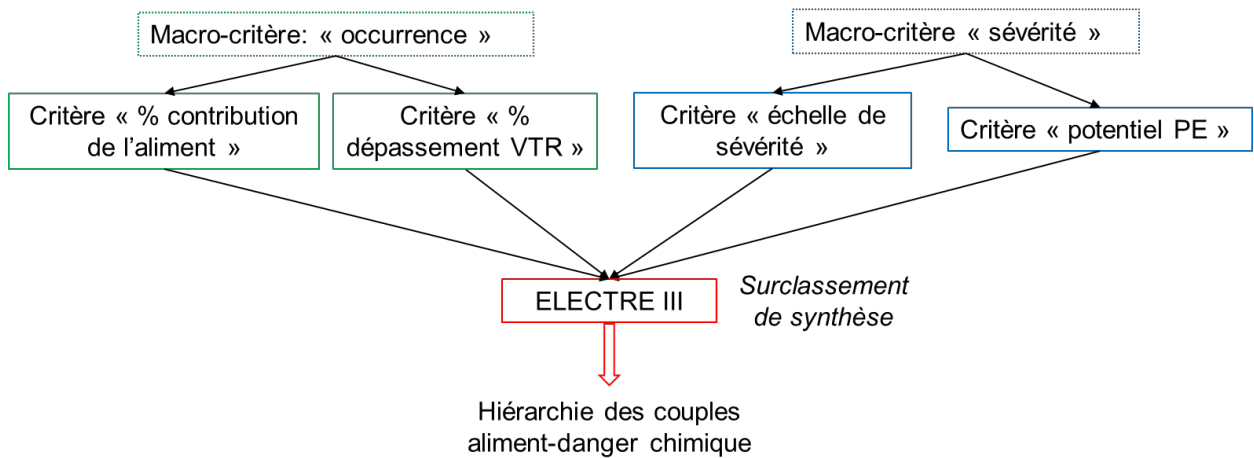 Macro-critère: « occurrence »
Macro-critère « sévérité »
Critère « % contribution
de l’aliment »
Critère « %
dépassement VTR »
Critère « échelle de
sévérité »
Critère « potentiel PE »
ELECTRE III
Surclassement
de synthèse
Hiérarchie des couples
aliment-danger chimique